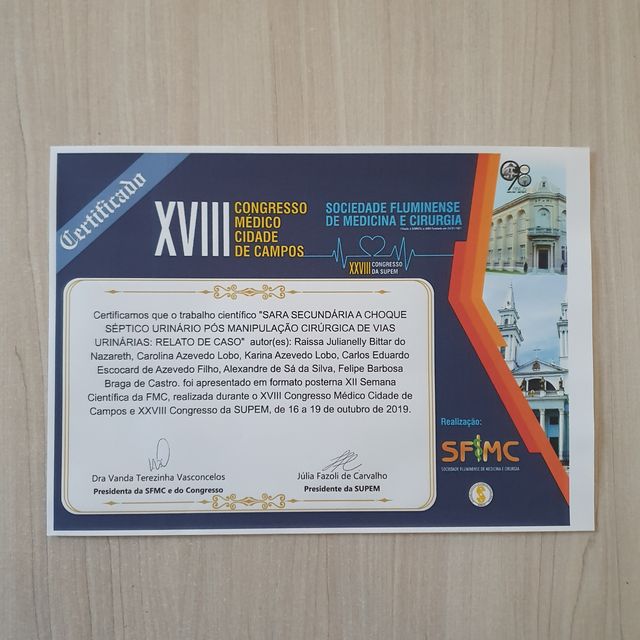 Certificado
XVIII CONGRESSO
MÉDICO
CIDADE
DE CAMPOS
SOCIEDADE FLUMINENSE
DE MEDICINA E CIRURGIA
XXVIII CONGRESSO
DA SUPEM
98
Certificamos que o trabalho científico "SARA SECUNDÁRIA A CHOQUE
SÉPTICO URINÁRIO PÓS MANIPULAÇÃO CIRÚRGICA DE VIAS
URINÁRIAS: RELATO DE CASO" autor(es): Raissa Julianelly Bittar do
Nazareth, Carolina Azevedo Lobo, Karina Azevedo Lobo, Carlos Eduardo
Escocard de Azevedo Filho, Alexandre de Sá da Silva, Felipe Barbosa
Braga de Castro. foi apresentado em formato posterna XII Semana
Científica da FMC, realizada durante o XVIII Congresso Médico Cidade de
Campos e XXVIII Congresso da SUPEM, de 16 a 19 de outubro de 2019.
Dra Vanda Terezinha Vasconcelos
Presidenta da SFMC e do Congresso
Júlia Fazoli de Carvalho
Presidente da SUPEM
Realização:
SFMC
SOCIEDADE FLUMINENSE DE MEDICINA E CIRURGIA